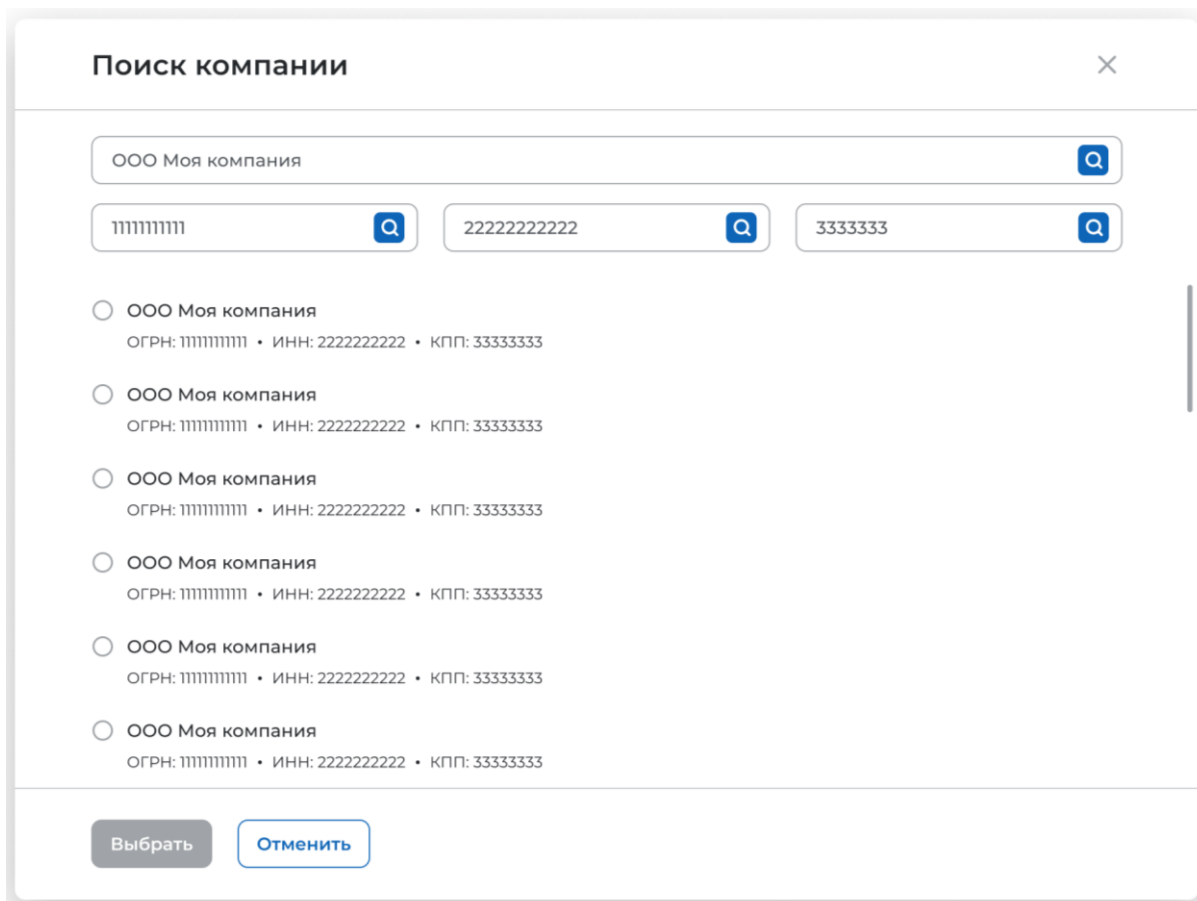 Поиск компании
ООО Моя компания
11111111111 22222222222 3333333
ООО Моя компания
ОГРН: 11111111111 • ИНН: 2222222222 • КПП: 33333333
ООО Моя компания
ОГРН: 11111111111 • ИНН: 2222222222 • КПП: 33333333
ООО Моя компания
ОГРН: 11111111111 • ИНН: 2222222222 • КПП: 33333333
ООО Моя компания
ОГРН: 11111111111 • ИНН: 2222222222 • КПП: 33333333
ООО Моя компания
ОГРН: 11111111111 • ИНН: 2222222222 • КПП: 33333333
ООО Моя компания
ОГРН: 11111111111 • ИНН: 2222222222 • КПП: 33333333
Выбрать Отменить